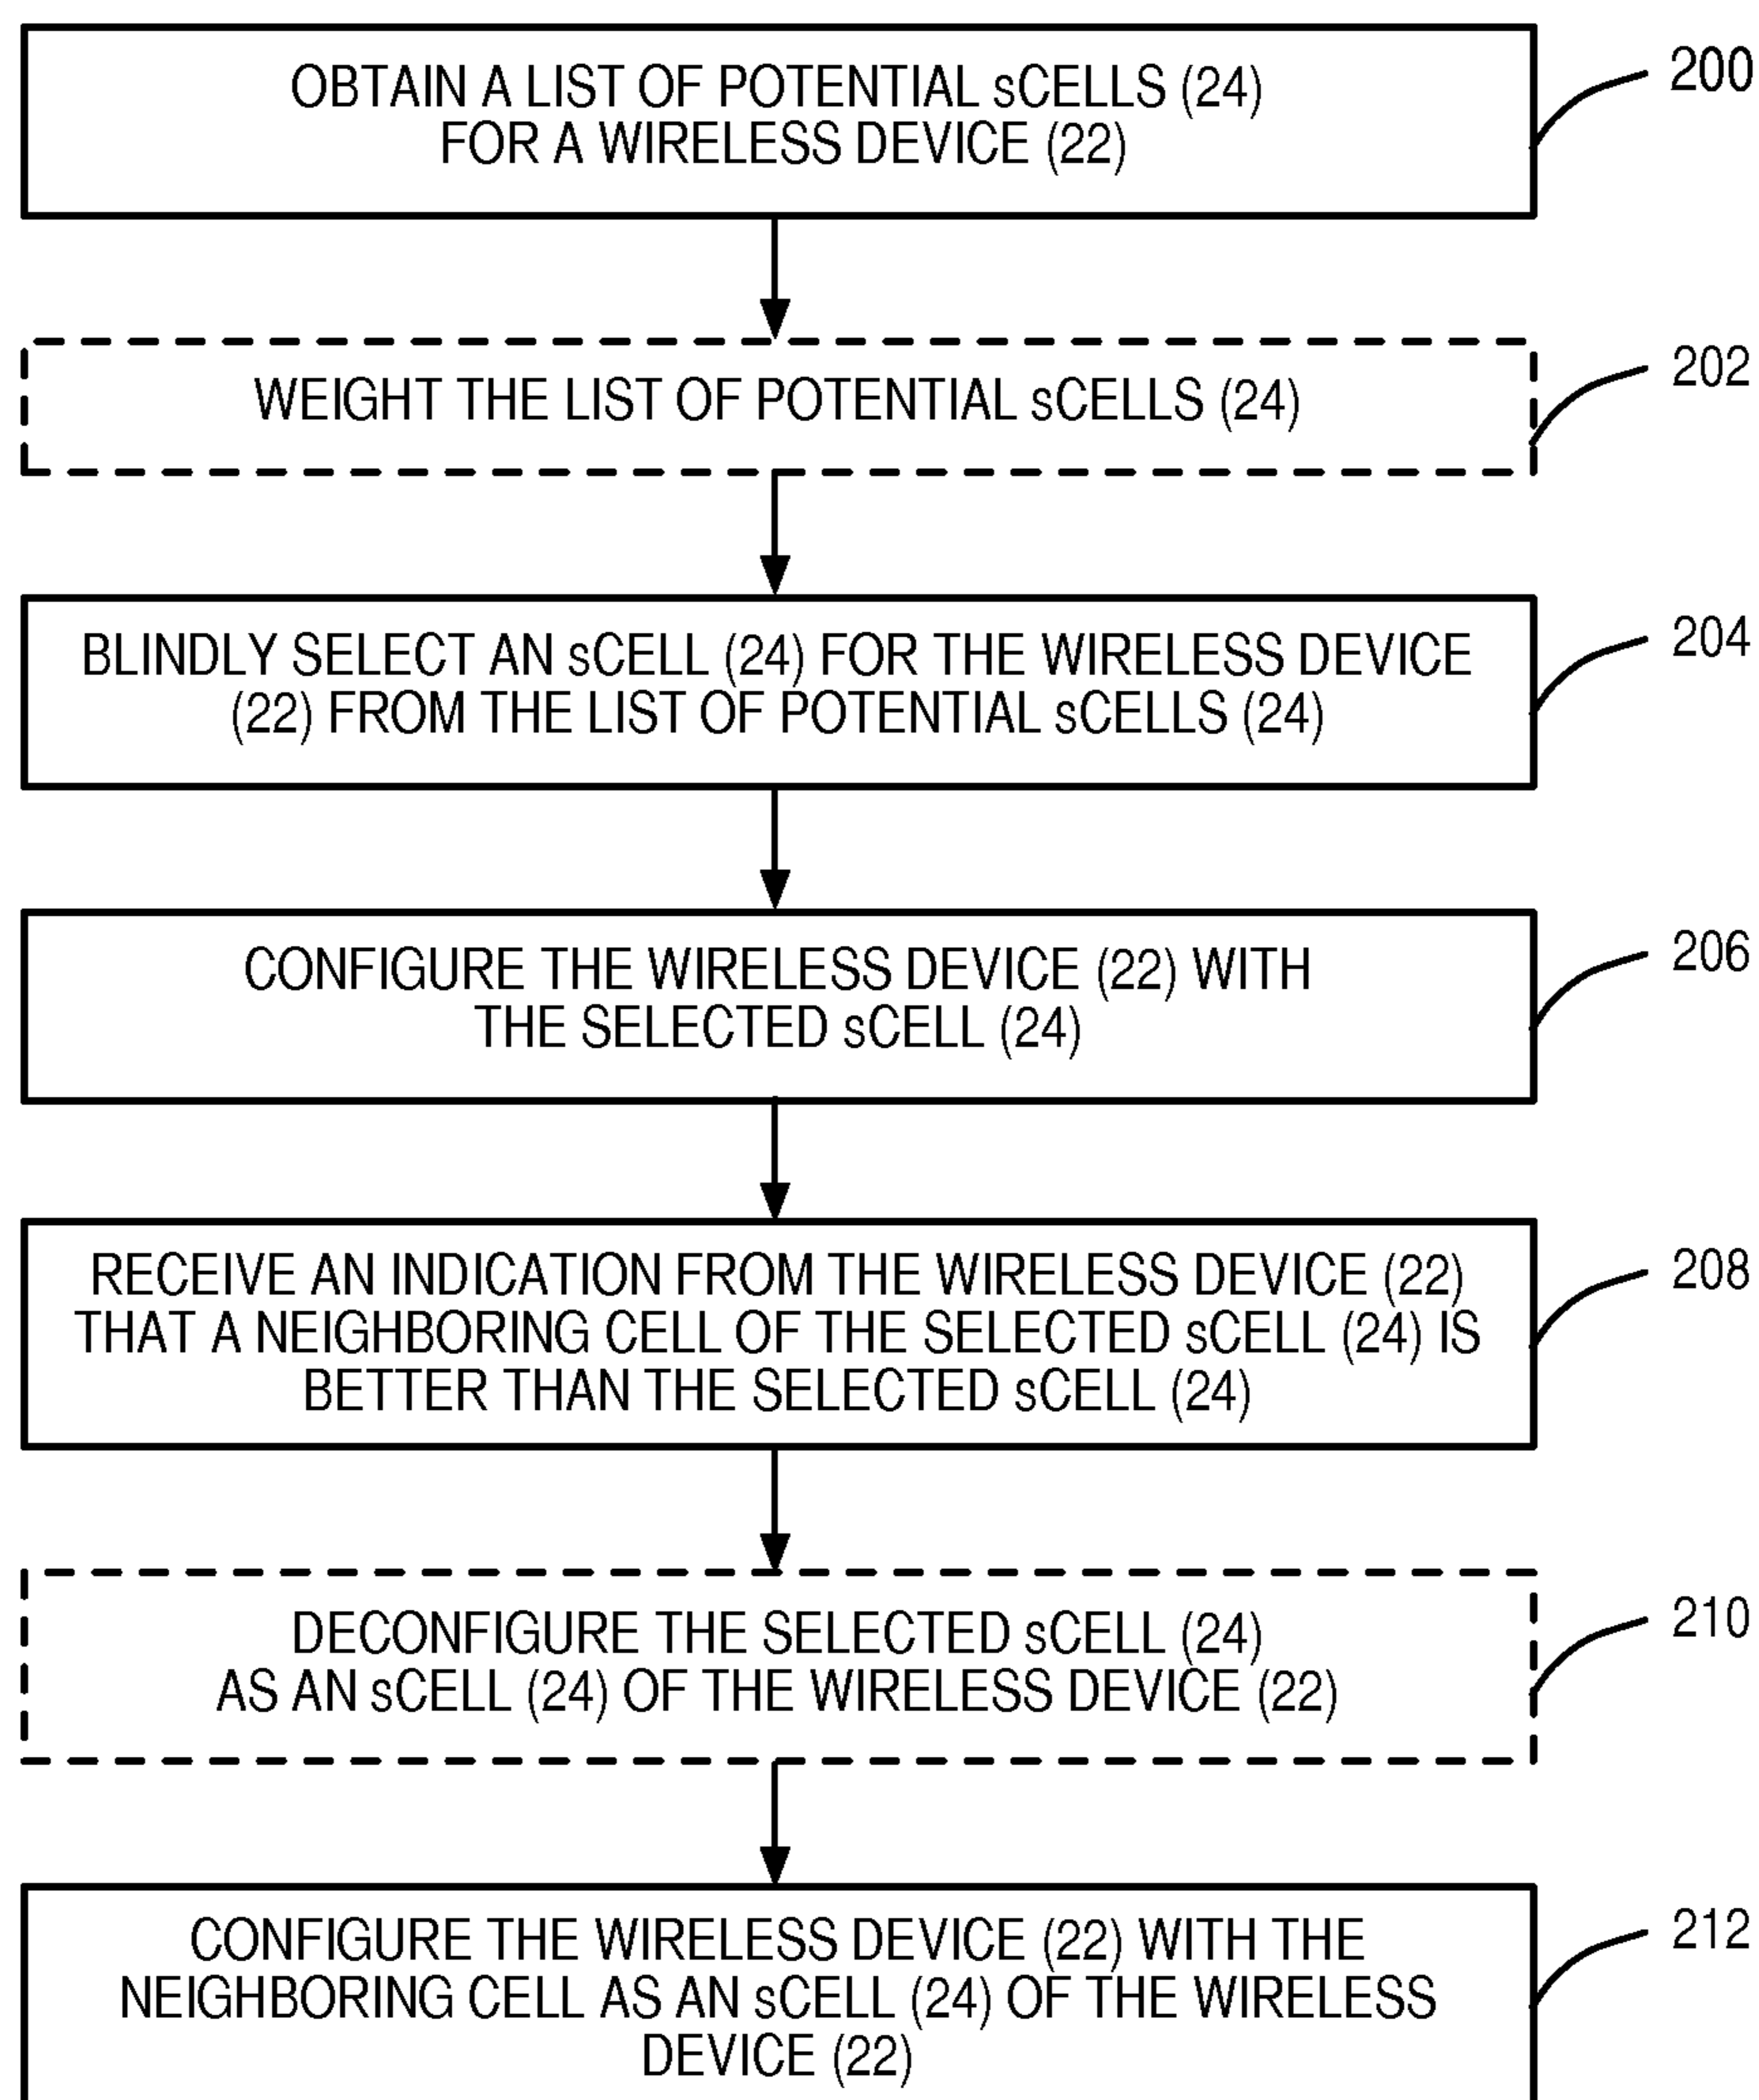 OBTAIN A LIST OF POTENTIAL sCELLS (24)
FOR A WIRELESS DEVICE (22)
200
WEIGHT THE LIST OF POTENTIAL sCELLS (24)
202
BLINDLY SELECT AN sCELL (24) FOR THE WIRELESS DEVICE
(22) FROM THE LIST OF POTENTIAL sCELLS (24)
204
CONFIGURE THE WIRELESS DEVICE (22) WITH
THE SELECTED sCELL (24)
206
RECEIVE AN INDICATION FROM THE WIRELESS DEVICE (22)
THAT A NEIGHBORING CELL OF THE SELECTED sCELL (24) IS
BETTER THAN THE SELECTED sCELL (24)
208
DECONFIGURE THE SELECTED sCELL (24)
AS AN sCELL (24) OF THE WIRELESS DEVICE (22)
210
CONFIGURE THE WIRELESS DEVICE (22) WITH THE
NEIGHBORING CELL AS AN sCELL (24) OF THE WIRELESS
DEVICE (22)
212